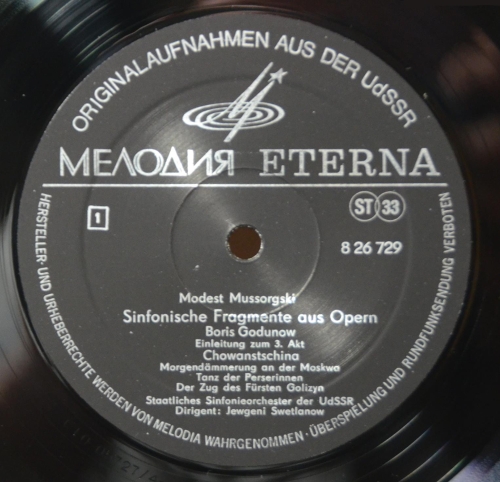 ORIGINALAUFNAHMEN AUS DER UdSSR
МЕЛОДИЯ ETERNA
1
ST 33
8 26 729
Modest Mussorgski
Sinfonische Fragmente aus Opern
Boris Godunow
Einleitung zum 3. Akt
Chowanstschina
Morgendämmerung an der Moskwa
Tanz der Perserinnen
Der Zug des Fürsten Golizyn
Staatliches Sinfonieorchester der UdSSR
Dirigent: Jewgeni Swetlanow
HERSTELLER- UND URHEBERRECHTE WERDEN VON MELODIA WAHRGENOMMEN · ÜBERSPIELUNG UND RUNDFUNKSENDUNG VERBOTEN